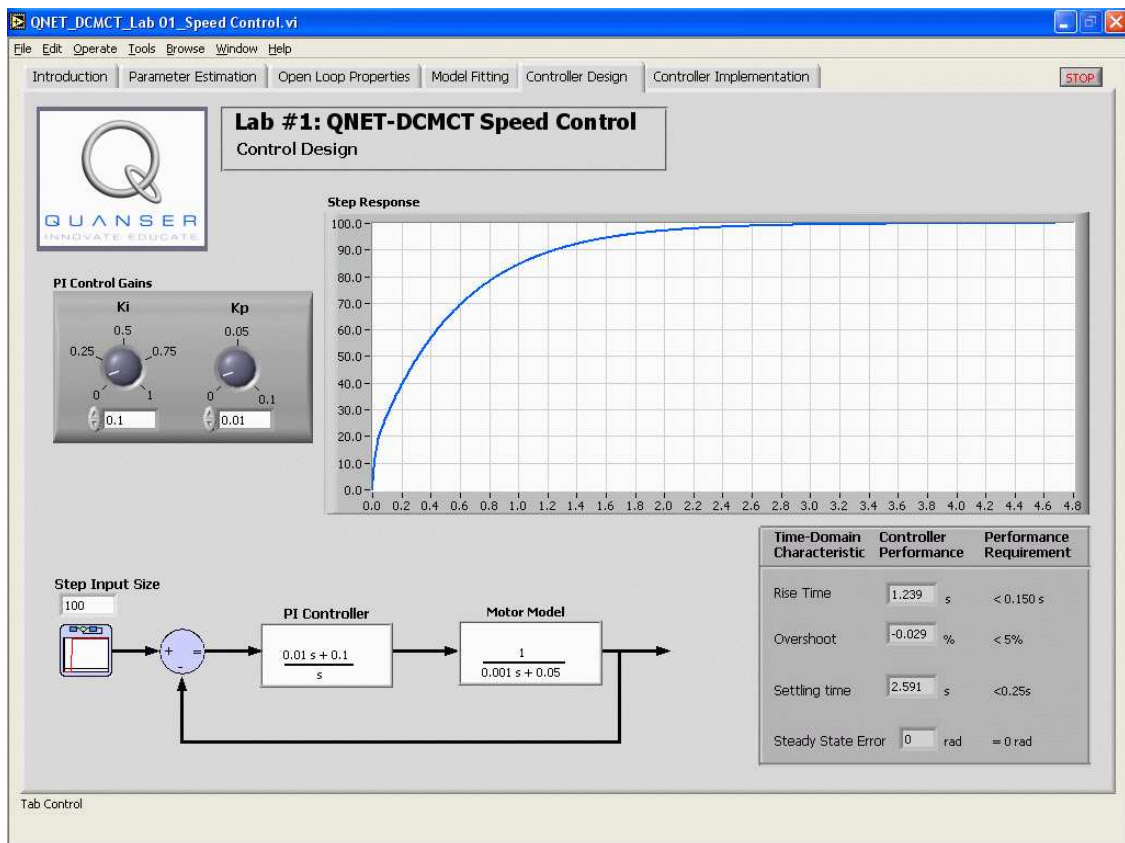 QNET_DCMCT_Lab 01_Speed Control.vi
File Edit Operate Tools Browse Window Help
Introduction Parameter Estimation Open Loop Properties Model Fitting Controller Design Controller Implementation STOP
Lab #1: QNET-DCMCT Speed Control
Control Design
QUANSER
INNOVATE EDUCATE
Step Response
100.0
90.0
80.0
70.0
60.0
50.0
40.0
30.0
20.0
10.0
0.0
0.0 0.2 0.4 0.6 0.8 1.0 1.2 1.4 1.6 1.8 2.0 2.2 2.4 2.6 2.8 3.0 3.2 3.4 3.6 3.8 4.0 4.2 4.4 4.6 4.8
PI Control Gains
Ki Kp
0.5 0.05
0.25 0.75
0 1 0 0.1
0.1 0.01
Time-Domain Characteristic Controller Performance Performance Requirement
Rise Time 1.239 s < 0.150 s
Overshoot -0.029 % < 5%
Settling time 2.591 s <0.25s
Steady State Error 0 rad = 0 rad
Step Input Size
100
PI Controller Motor Model
+ - =
0.01 s + 0.1
s
1
0.001 s + 0.05
Tab Control